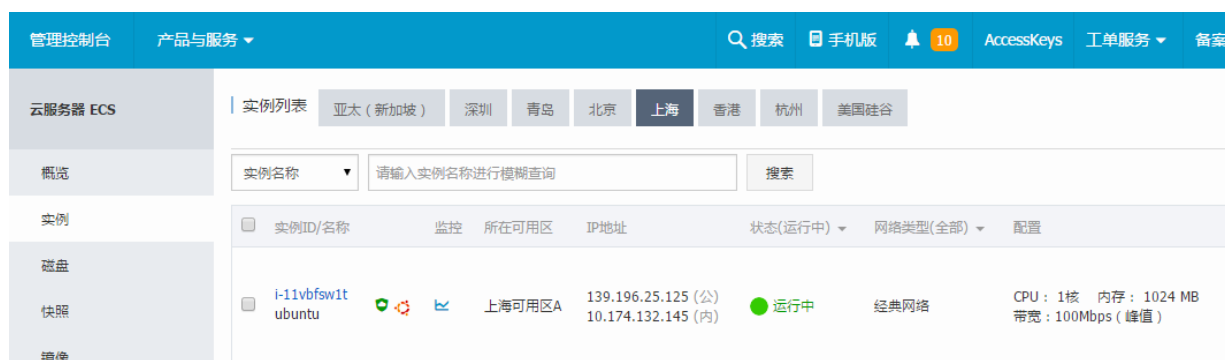 管理控制台 产品与服务 搜索 手机版 10 AccessKeys 工单服务 备案
云服务器 ECS
实例列表 亚太（新加坡） 深圳 青岛 北京 上海 香港 杭州 美国硅谷
概览
实例名称 请输入实例名称进行模糊查询 搜索
实例
实例ID/名称 监控 所在可用区 IP地址 状态(运行中) 网络类型(全部) 配置
磁盘
i-11vbfsw1t
ubuntu
上海可用区A
139.196.25.125 (公)
10.174.132.145 (内)
运行中
经典网络
CPU： 1核 内存： 1024 MB
带宽：100Mbps（峰值）
快照
镜像